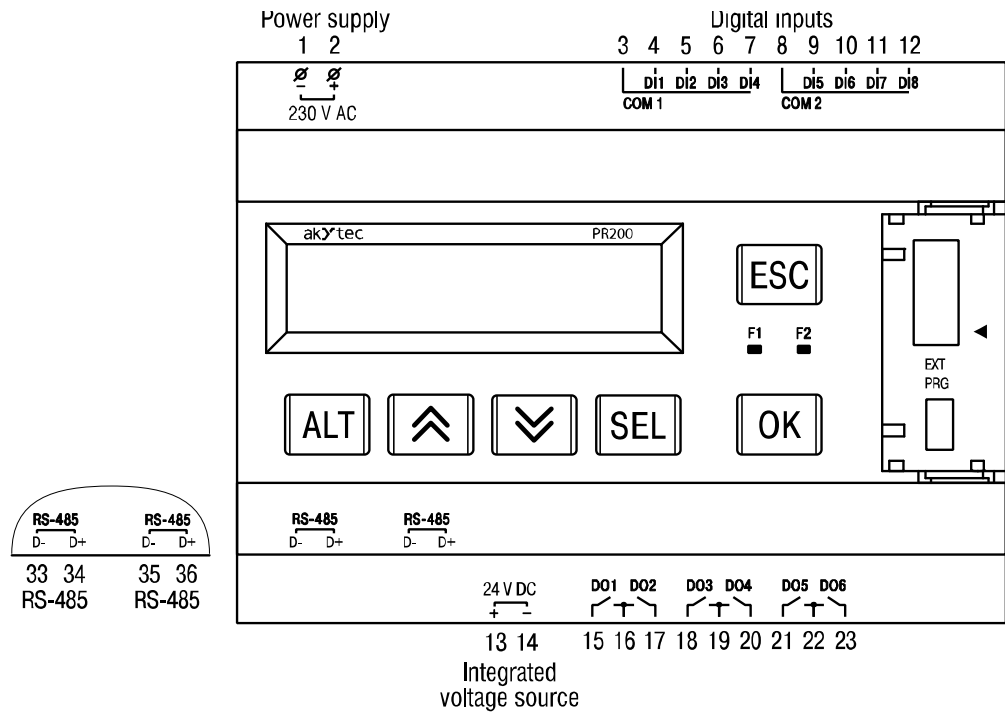 Power supply Digital inputs
1 2 3 4 5 6 7 8 9 10 11 12
- + DI1 DI2 DI3 DI4 DI5 DI6 DI7 DI8
230 V AC COM 1 COM 2
akYtec PR200
ESC
F1 F2
EXT
PRG
ALT SEL OK
RS-485 RS-485 RS-485 RS-485
D- D+ D- D+ D- D+ D- D+
33 34 35 36
RS-485 RS-485
24 V DC DO1 DO2 DO3 DO4 DO5 DO6
+ -
13 14 15 16 17 18 19 20 21 22 23
Integrated
voltage source